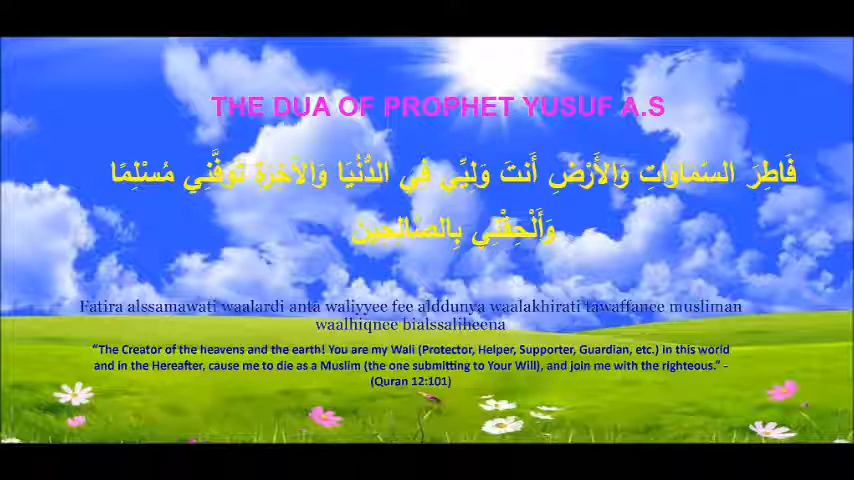 THE DUA OF PROPHET YUSUF A.S
فَاطِرَ السَّمَاوَاتِ وَالأَرْضِ أَنتَ وَلِيِّي فِي الدُّنُيَا وَالآخِرَةِ تَوَفَّنِي مُسْلِمًا
وَأَلْحِقْنِي بِالصَّالِحِينَ
Fatira alssamawati waalardi anta waliyyee fee alddunya waalakhirati tawaffanee musliman
waalhiqnee bialssaliheena
“The Creator of the heavens and the earth! You are my Wali (Protector, Helper, Supporter, Guardian, etc.) in this world
and in the Hereafter, cause me to die as a Muslim (the one submitting to Your Will), and join me with the righteous.” -
(Quran 12:101)